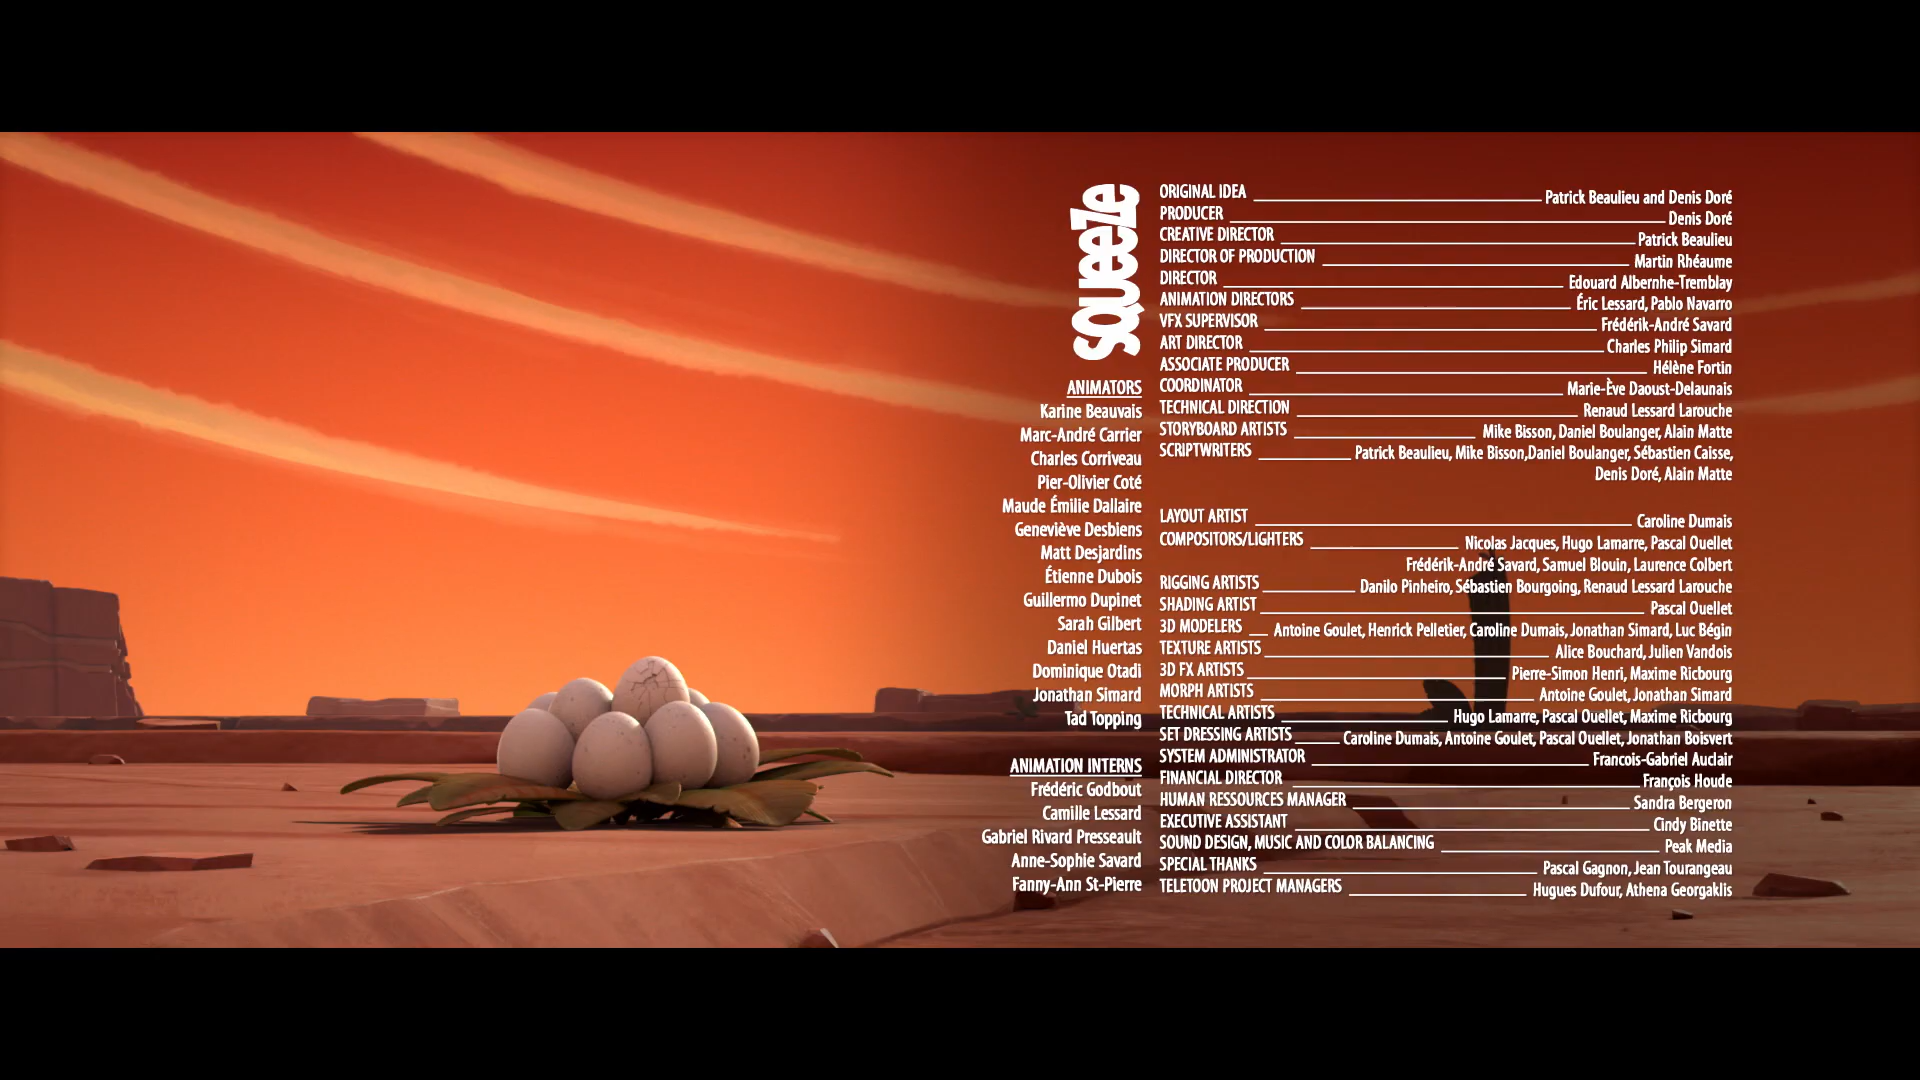 Squeeze
ANIMATORS
Karine Beauvais
Marc-André Carrier
Charles Corriveau
Pier-Olivier Coté
Maude Émilie Dallaire
Geneviève Desbiens
Matt Desjardins
Étienne Dubois
Guillermo Dupinet
Sarah Gilbert
Daniel Huertas
Dominique Otadi
Jonathan Simard
Tad Topping
ANIMATION INTERNS
Frédéric Godbout
Camille Lessard
Gabriel Rivard Presseault
Anne-Sophie Savard
Fanny-Ann St-Pierre
ORIGINAL IDEA Patrick Beaulieu and Denis Doré
PRODUCER Denis Doré
CREATIVE DIRECTOR Patrick Beaulieu
DIRECTOR OF PRODUCTION Martin Rhéaume
DIRECTOR Edouard Albernhe-Tremblay
ANIMATION DIRECTORS Éric Lessard, Pablo Navarro
VFX SUPERVISOR Frédérik-André Savard
ART DIRECTOR Charles Philip Simard
ASSOCIATE PRODUCER Hélène Fortin
COORDINATOR Marie-Ève Daoust-Delaunais
TECHNICAL DIRECTION Renaud Lessard Larouche
STORYBOARD ARTISTS Mike Bisson, Daniel Boulanger, Alain Matte
SCRIPTWRITERS Patrick Beaulieu, Mike Bisson,Daniel Boulanger, Sébastien Caisse,
Denis Doré, Alain Matte
LAYOUT ARTIST Caroline Dumais
COMPOSITORS/LIGHTERS Nicolas Jacques, Hugo Lamarre, Pascal Ouellet
Frédérik-André Savard, Samuel Blouin, Laurence Colbert
RIGGING ARTISTS Danilo Pinheiro, Sébastien Bourgoing, Renaud Lessard Larouche
SHADING ARTIST Pascal Ouellet
3D MODELERS Antoine Goulet, Henrick Pelletier, Caroline Dumais, Jonathan Simard, Luc Bégin
TEXTURE ARTISTS Alice Bouchard, Julien Vandois
3D FX ARTISTS Pierre-Simon Henri, Maxime Ricbourg
MORPH ARTISTS Antoine Goulet, Jonathan Simard
TECHNICAL ARTISTS Hugo Lamarre, Pascal Ouellet, Maxime Ricbourg
SET DRESSING ARTISTS Caroline Dumais, Antoine Goulet, Pascal Ouellet, Jonathan Boisvert
SYSTEM ADMINISTRATOR Francois-Gabriel Auclair
FINANCIAL DIRECTOR François Houde
HUMAN RESSOURCES MANAGER Sandra Bergeron
EXECUTIVE ASSISTANT Cindy Binette
SOUND DESIGN, MUSIC AND COLOR BALANCING Peak Media
SPECIAL THANKS Pascal Gagnon, Jean Tourangeau
TELETOON PROJECT MANAGERS Hugues Dufour, Athena Georgaklis